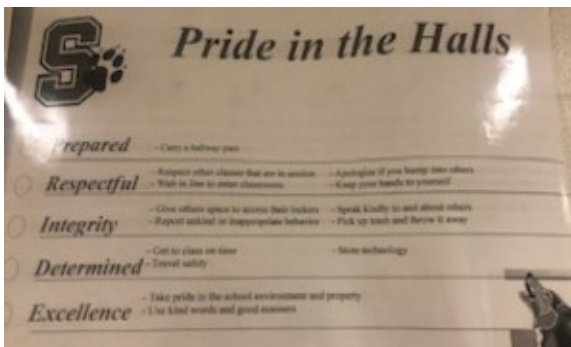 S
Pride in the Halls
Prepared - Carry a hallway pass
Respectful - Respect other classes that are in session - Apologize if you bump into others
- Wait in line to enter classrooms - Keep your hands to yourself
Integrity - Give others space to access their lockers - Speak kindly to and about others
- Report unkind or inappropriate behavior - Pick up trash and throw it away
Determined - Get to class on time - Store technology
- Travel safely
Excellence - Take pride in the school environment and property
- Use kind words and good manners